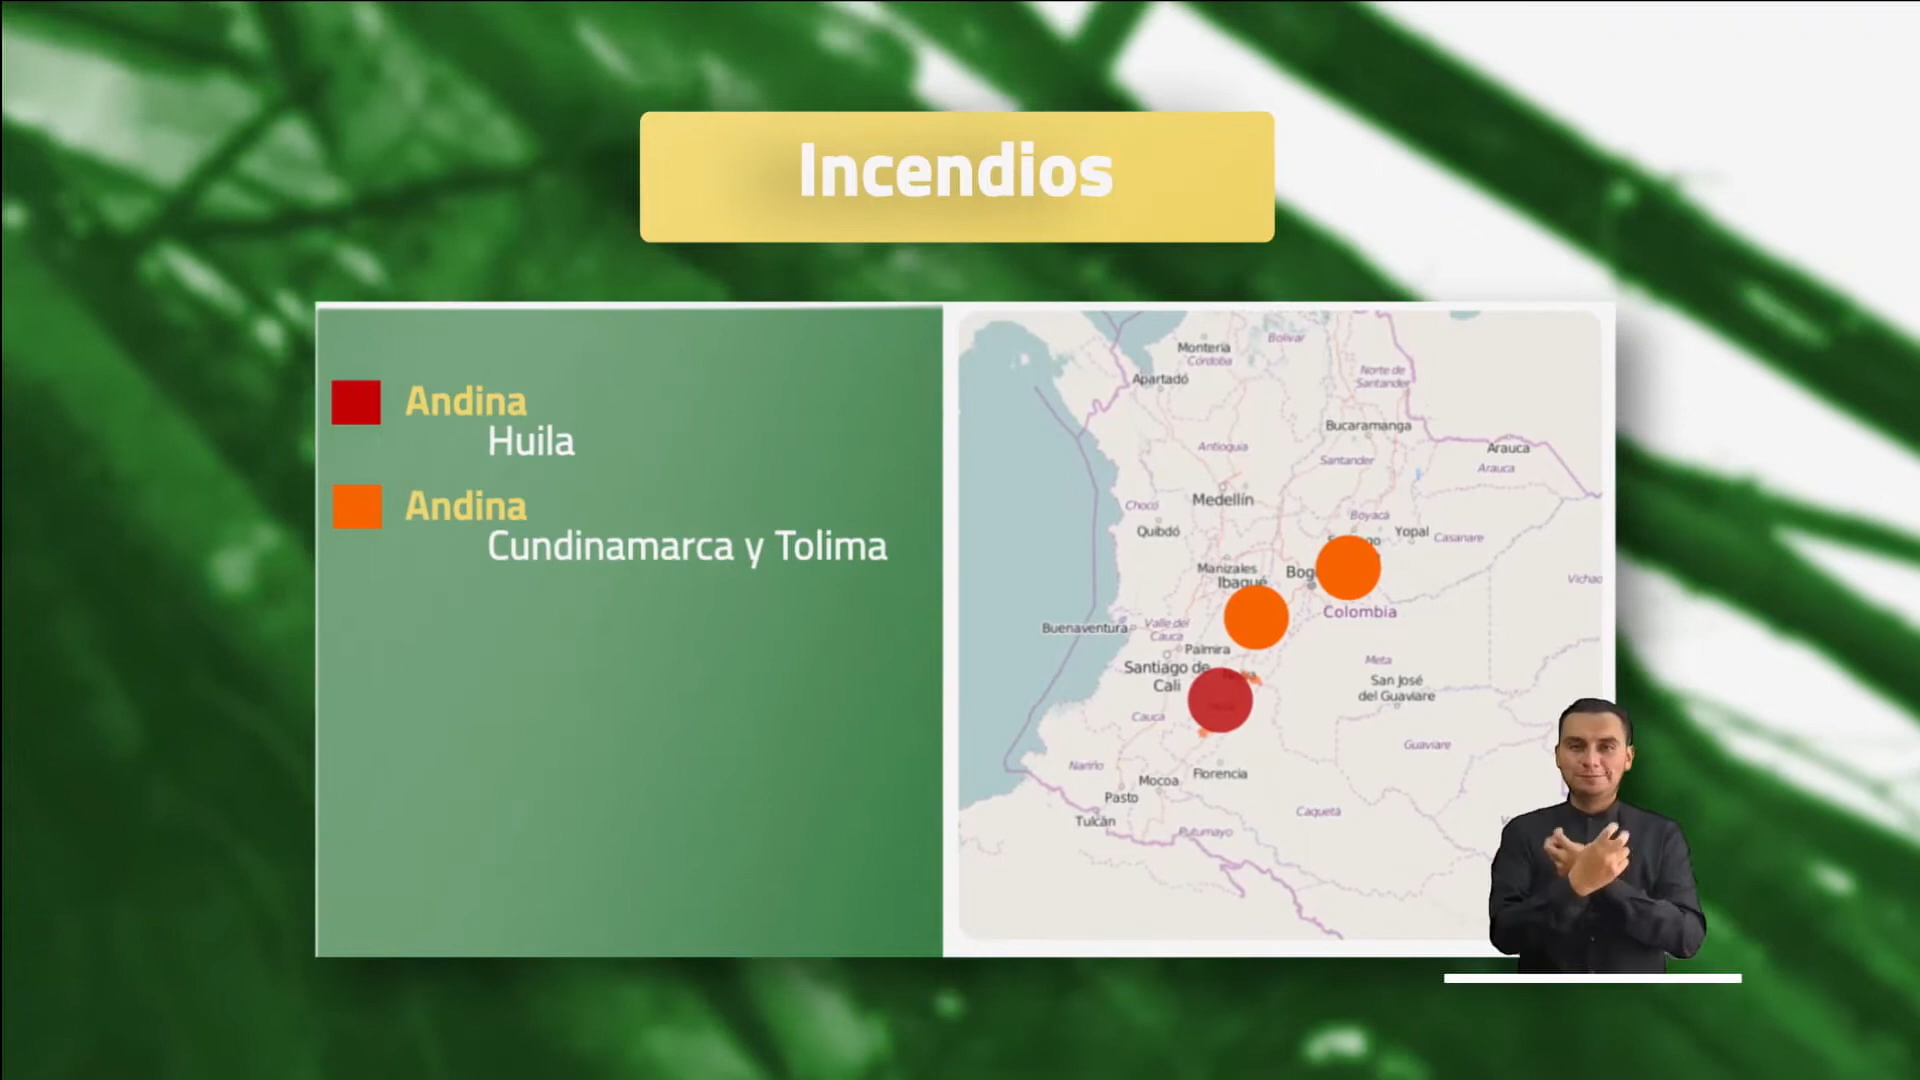 Incendios
Andina
Huila
Andina
Cundinamarca y Tolima
Montería
Córdoba
Bolívar
Apartadó
Norte de
Santander
Bucaramanga
Antioquia
Santander
Arauca
Arauca
Medellín
Chocó
Quibdó
Boyacá
Yopal
Casanare
Manizales
Ibagué
Bog
Vichad
Colombia
Buenaventura
Valle del
Cauca
Palmira
Santiago de
Cali
Meta
San José
del Guaviare
Cauca
Guaviare
Nariño
Mocoa
Florencia
Pasto
Caquetá
Tulcán
Putumayo